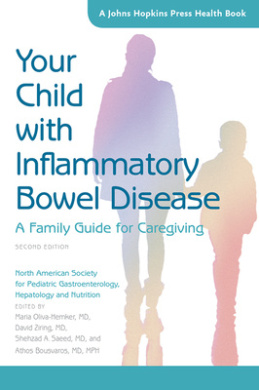 A Johns Hopkins Press Health Book
Your
Child
with
Inflammatory
Bowel Disease
A Family Guide for Caregiving
SECOND EDITION
North American Society
for Pediatric Gastroenterology,
Hepatology and Nutrition
EDITED BY
Maria Oliva-Hemker, MD,
David Ziring, MD,
Shehzad A. Saeed, MD, and
Athos Bousvaros, MD, MPH